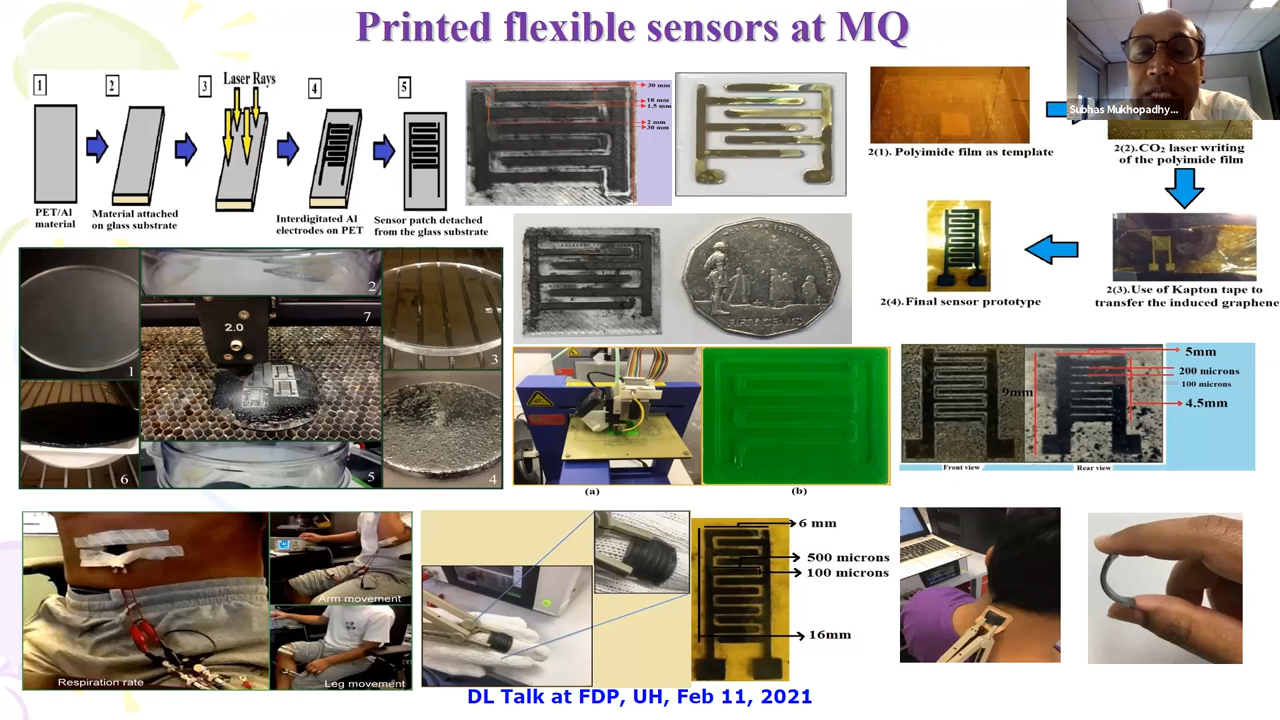 Printed flexible sensors at MQ
Subhas Mukhopadhy...
1
2
3
Laser Rays
4
5
PET/Al
material
Material attached
on glass substrate
Interdigitated Al
electrodes on PET
Sensor patch detached
from the glass substrate
30 mm
18 mm
1.5 mm
2 mm
30 mm
2(1). Polyimide film as template
2(2).CO2 laser writing
of the polyimide film
2(3).Use of Kapton tape to
transfer the induced graphene
2(4).Final sensor prototype
1
2
7
2.0
3
6
5
4
FIFTY CENTS
(a)
(b)
5mm
200 microns
100 microns
9mm
4.5mm
Front view
Rear view
Respiration rate
Arm movement
Leg movement
6 mm
500 microns
100 microns
16mm
DL Talk at FDP, UH, Feb 11, 2021